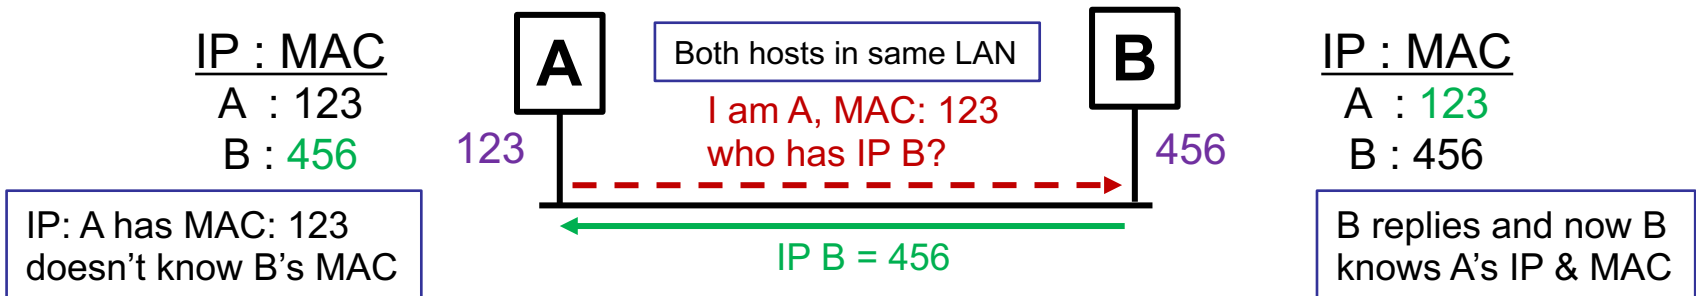 IP : MAC
A : 123
B : 456
IP: A has MAC: 123
doesn't know B's MAC
A
123
Both hosts in same LAN
I am A, MAC: 123
who has IP B?
IP B = 456
B
456
IP : MAC
A : 123
B : 456
B replies and now B
knows A's IP & MAC